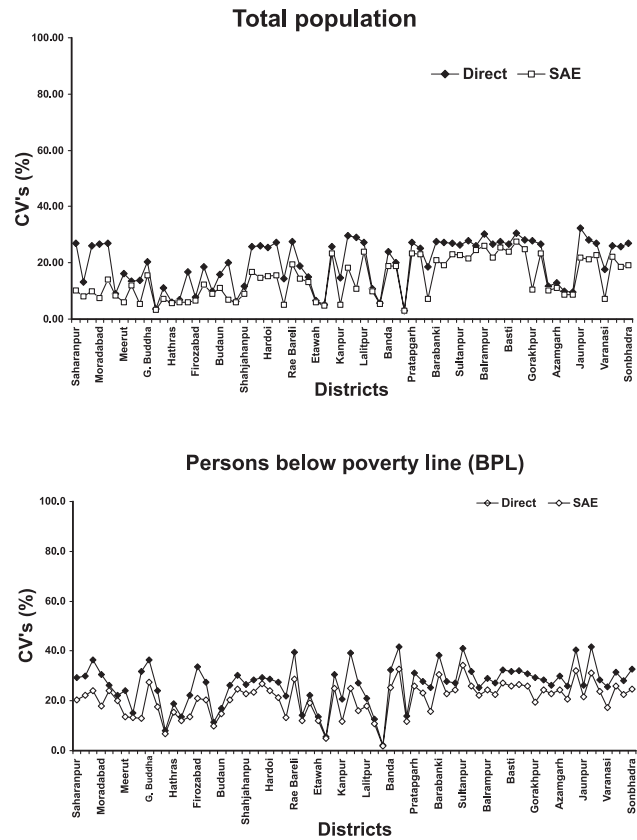 Total population
100.00
80.00
60.00
40.00
20.00
0.00
CV's (%)
Direct SAE
Saharanpur
Moradabad
Meerut
G. Buddha
Hathras
Firozabad
Budaun
Shahjahanpu
Hardoi
Rae Bareli
Etawah
Kanpur
Lalitpur
Banda
Pratapgarh
Barabanki
Sultanpur
Balrampur
Basti
Gorakhpur
Azamgarh
Jaunpur
Varanasi
Sonbhadra
Districts
Persons below poverty line (BPL)
100.0
80.0
60.0
40.0
20.0
0.0
CV's (%)
Direct SAE
Saharanpur
Moradabad
Meerut
G. Buddha
Hathras
Firozabad
Budaun
Shahjahanpu
Hardoi
Rae Bareli
Etawah
Kanpur
Lalitpur
Banda
Pratapgarh
Barabanki
Sultanpur
Balrampur
Basti
Gorakhpur
Azamgarh
Jaunpur
Varanasi
Sonbhadra
Districts